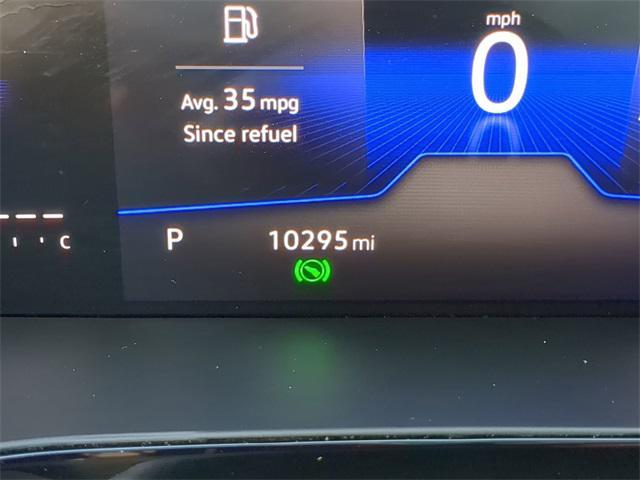 mph
0
Avg. 35 mpg
Since refuel
C
P
10295 mi